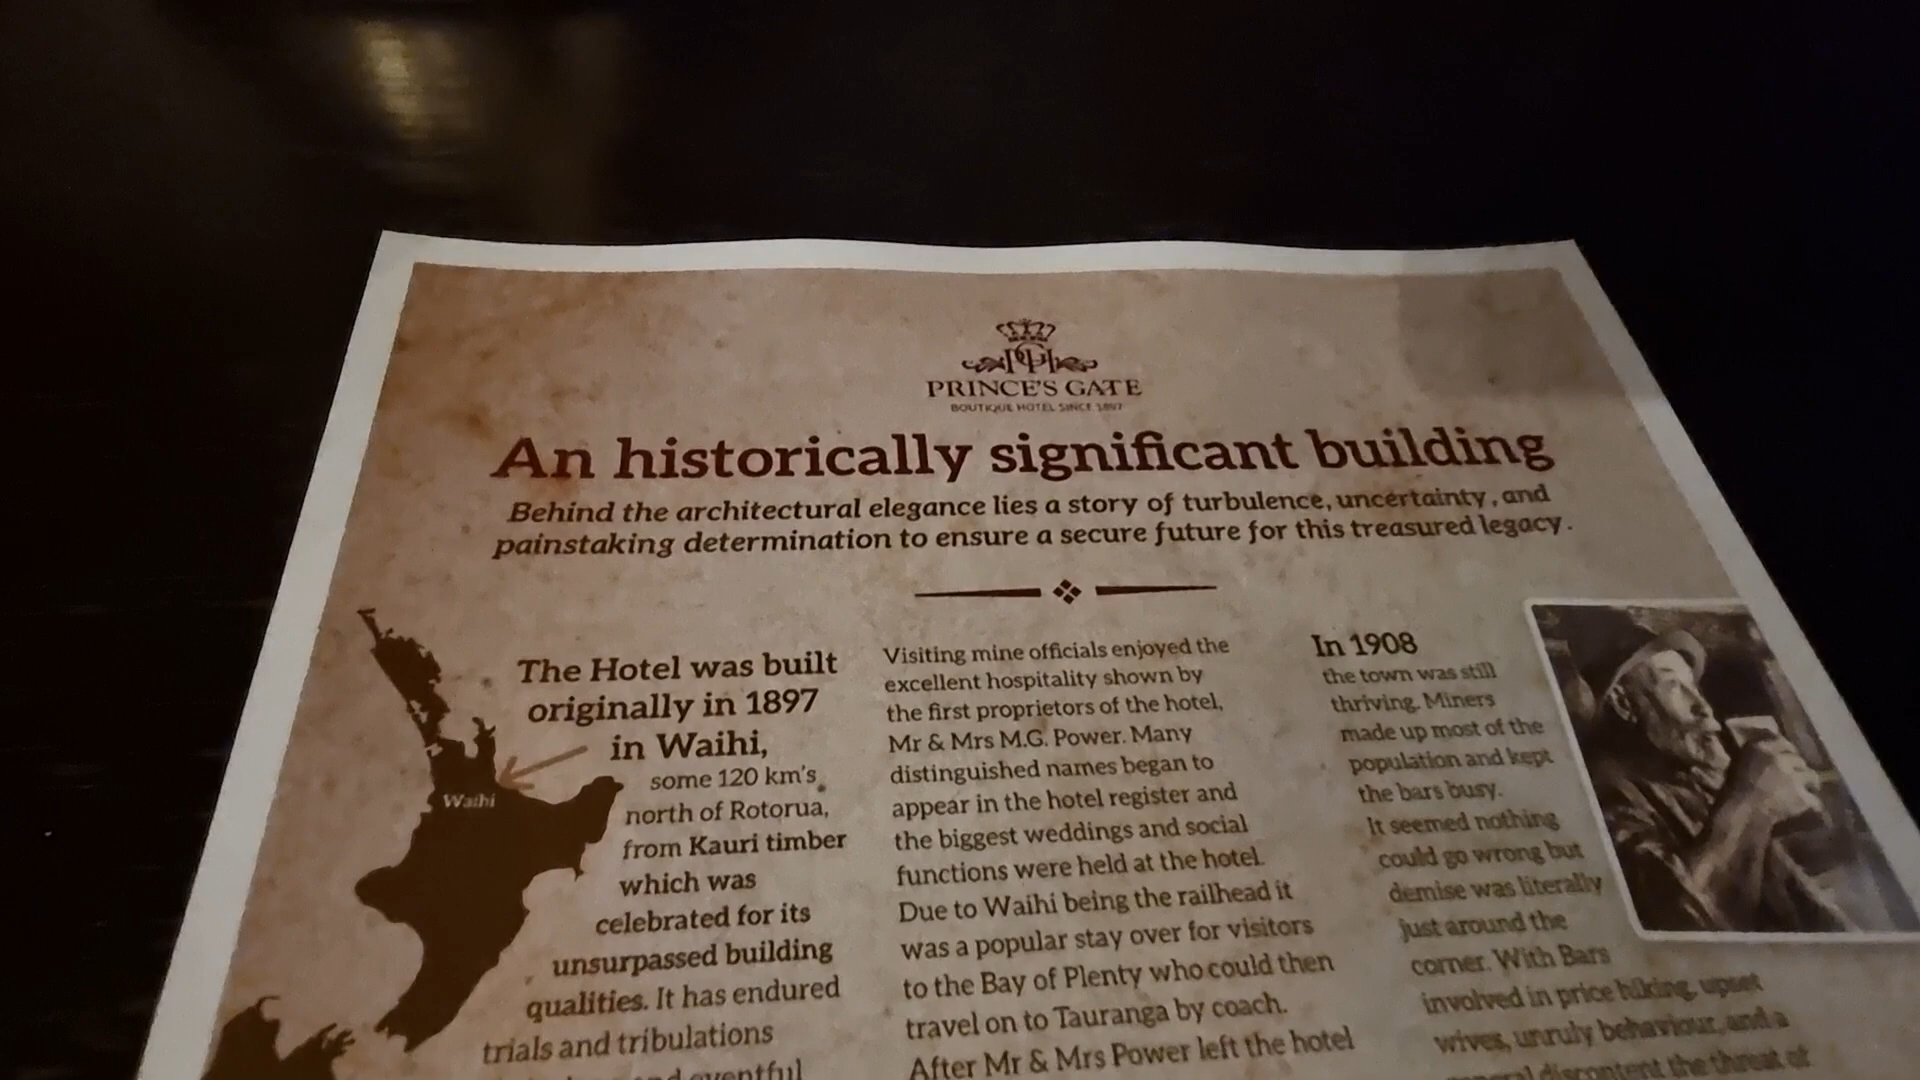 PGH
PRINCE'S GATE
BOUTIQUE HOTEL SINCE 1897
An historically significant building
Behind the architectural elegance lies a story of turbulence, uncertainty, and
painstaking determination to ensure a secure future for this treasured legacy.
Waihi
The Hotel was built
originally in 1897
in Waihi,
some 120 km's
north of Rotorua,
from Kauri timber
which was
celebrated for its
unsurpassed building
qualities. It has endured
trials and tribulations
eventful
Visiting mine officials enjoyed the
excellent hospitality shown by
the first proprietors of the hotel,
Mr & Mrs M.G. Power. Many
distinguished names began to
appear in the hotel register and
the biggest weddings and social
functions were held at the hotel.
Due to Waihi being the railhead it
was a popular stay over for visitors
to the Bay of Plenty who could then
travel on to Tauranga by coach.
After Mr & Mrs Power left the hotel
In 1908
the town was still
thriving. Miners
made up most of the
population and kept
the bars busy.
It seemed nothing
could go wrong but
demise was literally
just around the
corner. With Bars
involved in price hiking, upset
wives, unruly behaviour, and a
discontent the threat of